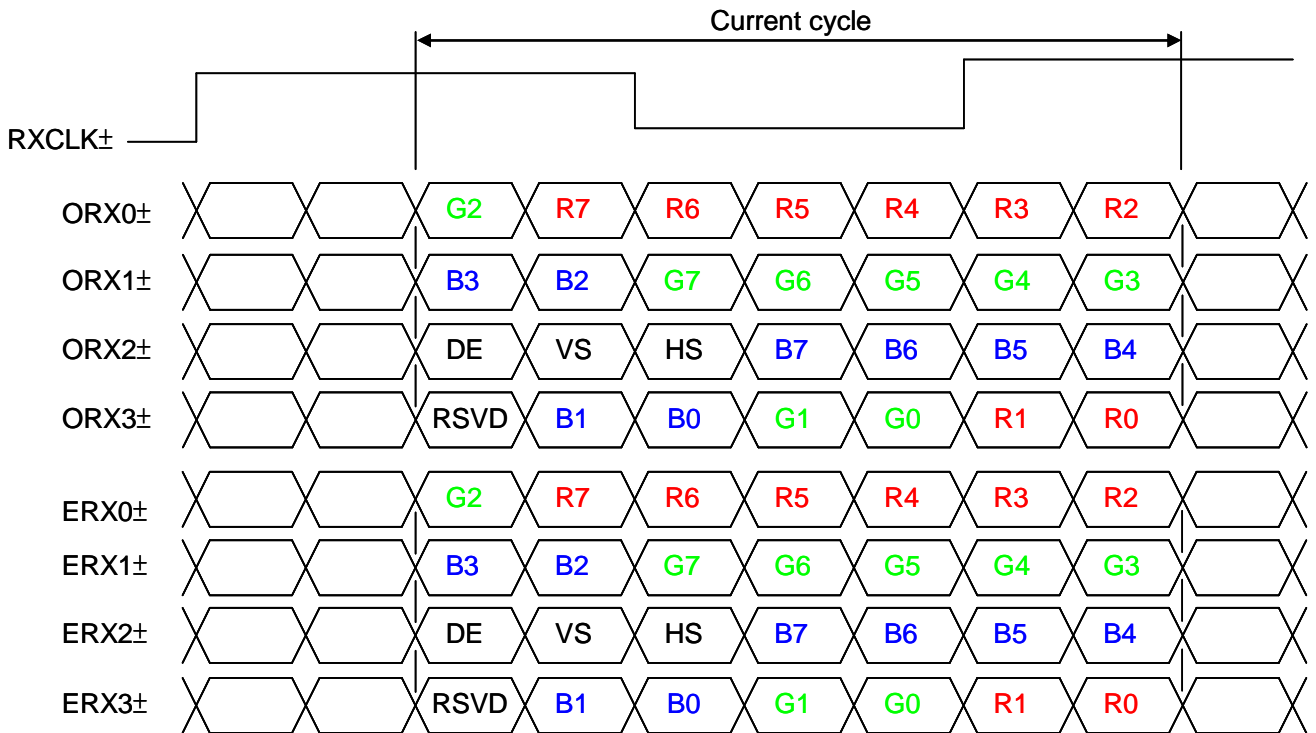 Current cycle
RXCLK±
ORX0± G2 R7 R6 R5 R4 R3 R2
ORX1± B3 B2 G7 G6 G5 G4 G3
ORX2± DE VS HS B7 B6 B5 B4
ORX3± RSVD B1 B0 G1 G0 R1 R0
ERX0± G2 R7 R6 R5 R4 R3 R2
ERX1± B3 B2 G7 G6 G5 G4 G3
ERX2± DE VS HS B7 B6 B5 B4
ERX3± RSVD B1 B0 G1 G0 R1 R0